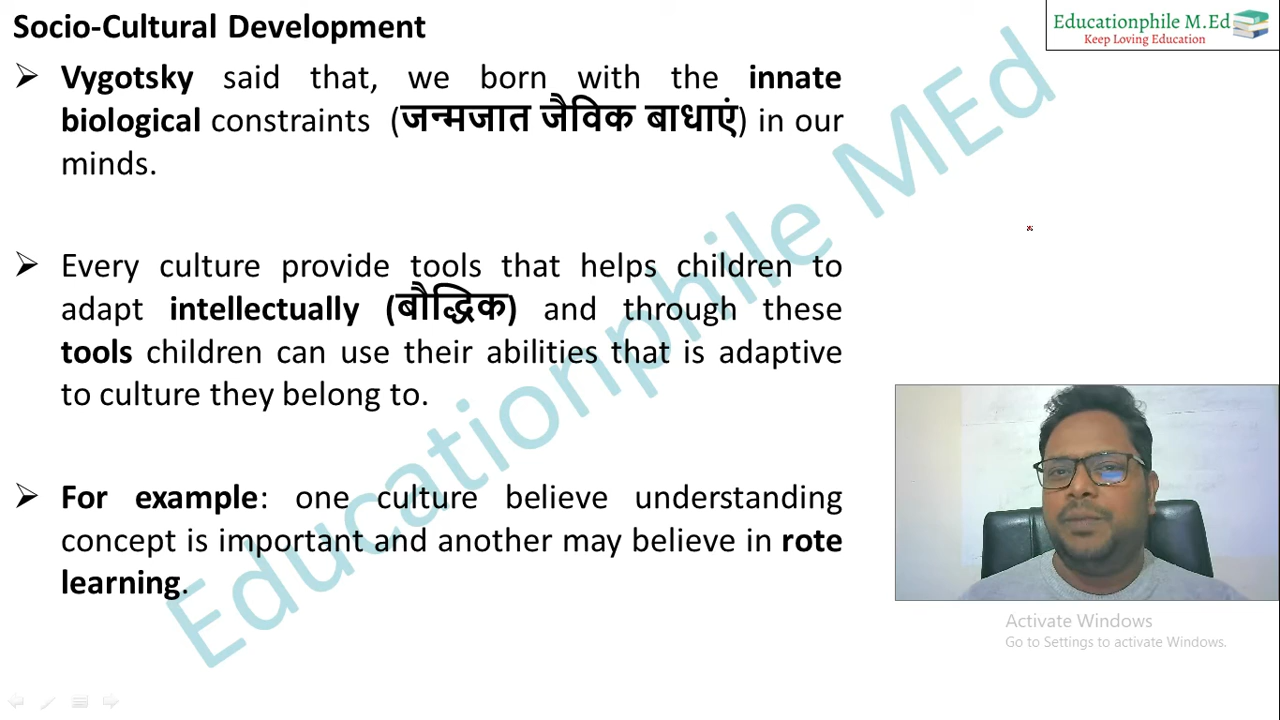 Socio-Cultural Development
Educationphile M.Ed
Keep Loving Education
➢ Vygotsky said that, we born with the innate
biological constraints (जन्मजात जैविक बाधाएं) in our
minds.
➢ Every culture provide tools that helps children to
adapt intellectually (बौद्धिक) and through these
tools children can use their abilities that is adaptive
to culture they belong to.
➢ For example: one culture believe understanding
concept is important and another may believe in rote
learning.
Educationphile MEd
Activate Windows
Go to Settings to activate Windows.